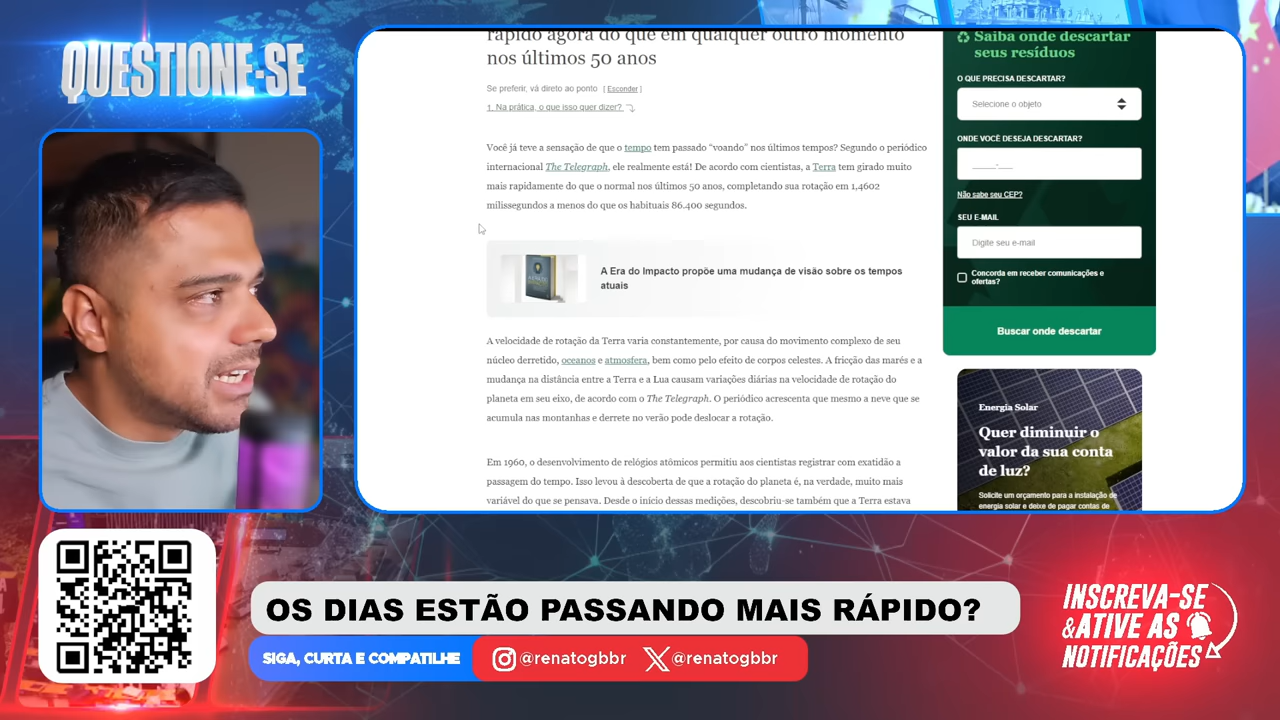 QUESTIONE-SE
rápido agora do que em qualquer outro momento
nos últimos 50 anos
Se preferir, vá direto ao ponto [ Esconder ]
1 Na prática, o que isso quer dizer?
Você já teve a sensação de que o tempo tem passado “voando” nos últimos tempos? Segundo o periódico
internacional The Telegraph, ele realmente está! De acordo com cientistas, a Terra tem girado muito
mais rapidamente do que o normal nos últimos 50 anos, completando sua rotação em 1,4602
milissegundos a menos do que os habituais 86.400 segundos.
A Era do Impacto propõe uma mudança de visão sobre os tempos
atuais
A velocidade de rotação da Terra varia constantemente, por causa do movimento complexo de seu
núcleo derretido, oceanos e atmosfera, bem como pelo efeito de corpos celestes. A fricção das marés e a
mudança na distância entre a Terra e a Lua causam variações diárias na velocidade de rotação do
planeta em seu eixo, de acordo com o The Telegraph. O periódico acrescenta que mesmo a neve que se
acumula nas montanhas e derrete no verão pode deslocar a rotação.
Em 1960, o desenvolvimento de relógios atômicos permitiu aos cientistas registrar com exatidão a
passagem do tempo. Isso levou à descoberta de que a rotação do planeta é, na verdade, muito mais
variável do que se pensava. Desde o início dessas medições, descobriu-se também que a Terra estava
Saiba onde descartar
seus resíduos
O QUE PRECISA DESCARTAR?
Selecione o objeto
ONDE VOCÊ DESEJA DESCARTAR?
_____-___
Não sabe seu CEP?
SEU E-MAIL
Digite seu e-mail
Concorda em receber comunicações e
ofertas?
Buscar onde descartar
Energia Solar
Quer diminuir o
valor da sua conta
de luz?
Solicite um orçamento para a instalação de
energia solar e deixe de pagar contas de
OS DIAS ESTÃO PASSANDO MAIS RÁPIDO?
SIGA, CURTA E COMPATILHE
@renatogbbr
@renatogbbr
INSCREVA-SE
&ATIVE AS
NOTIFICAÇÕES